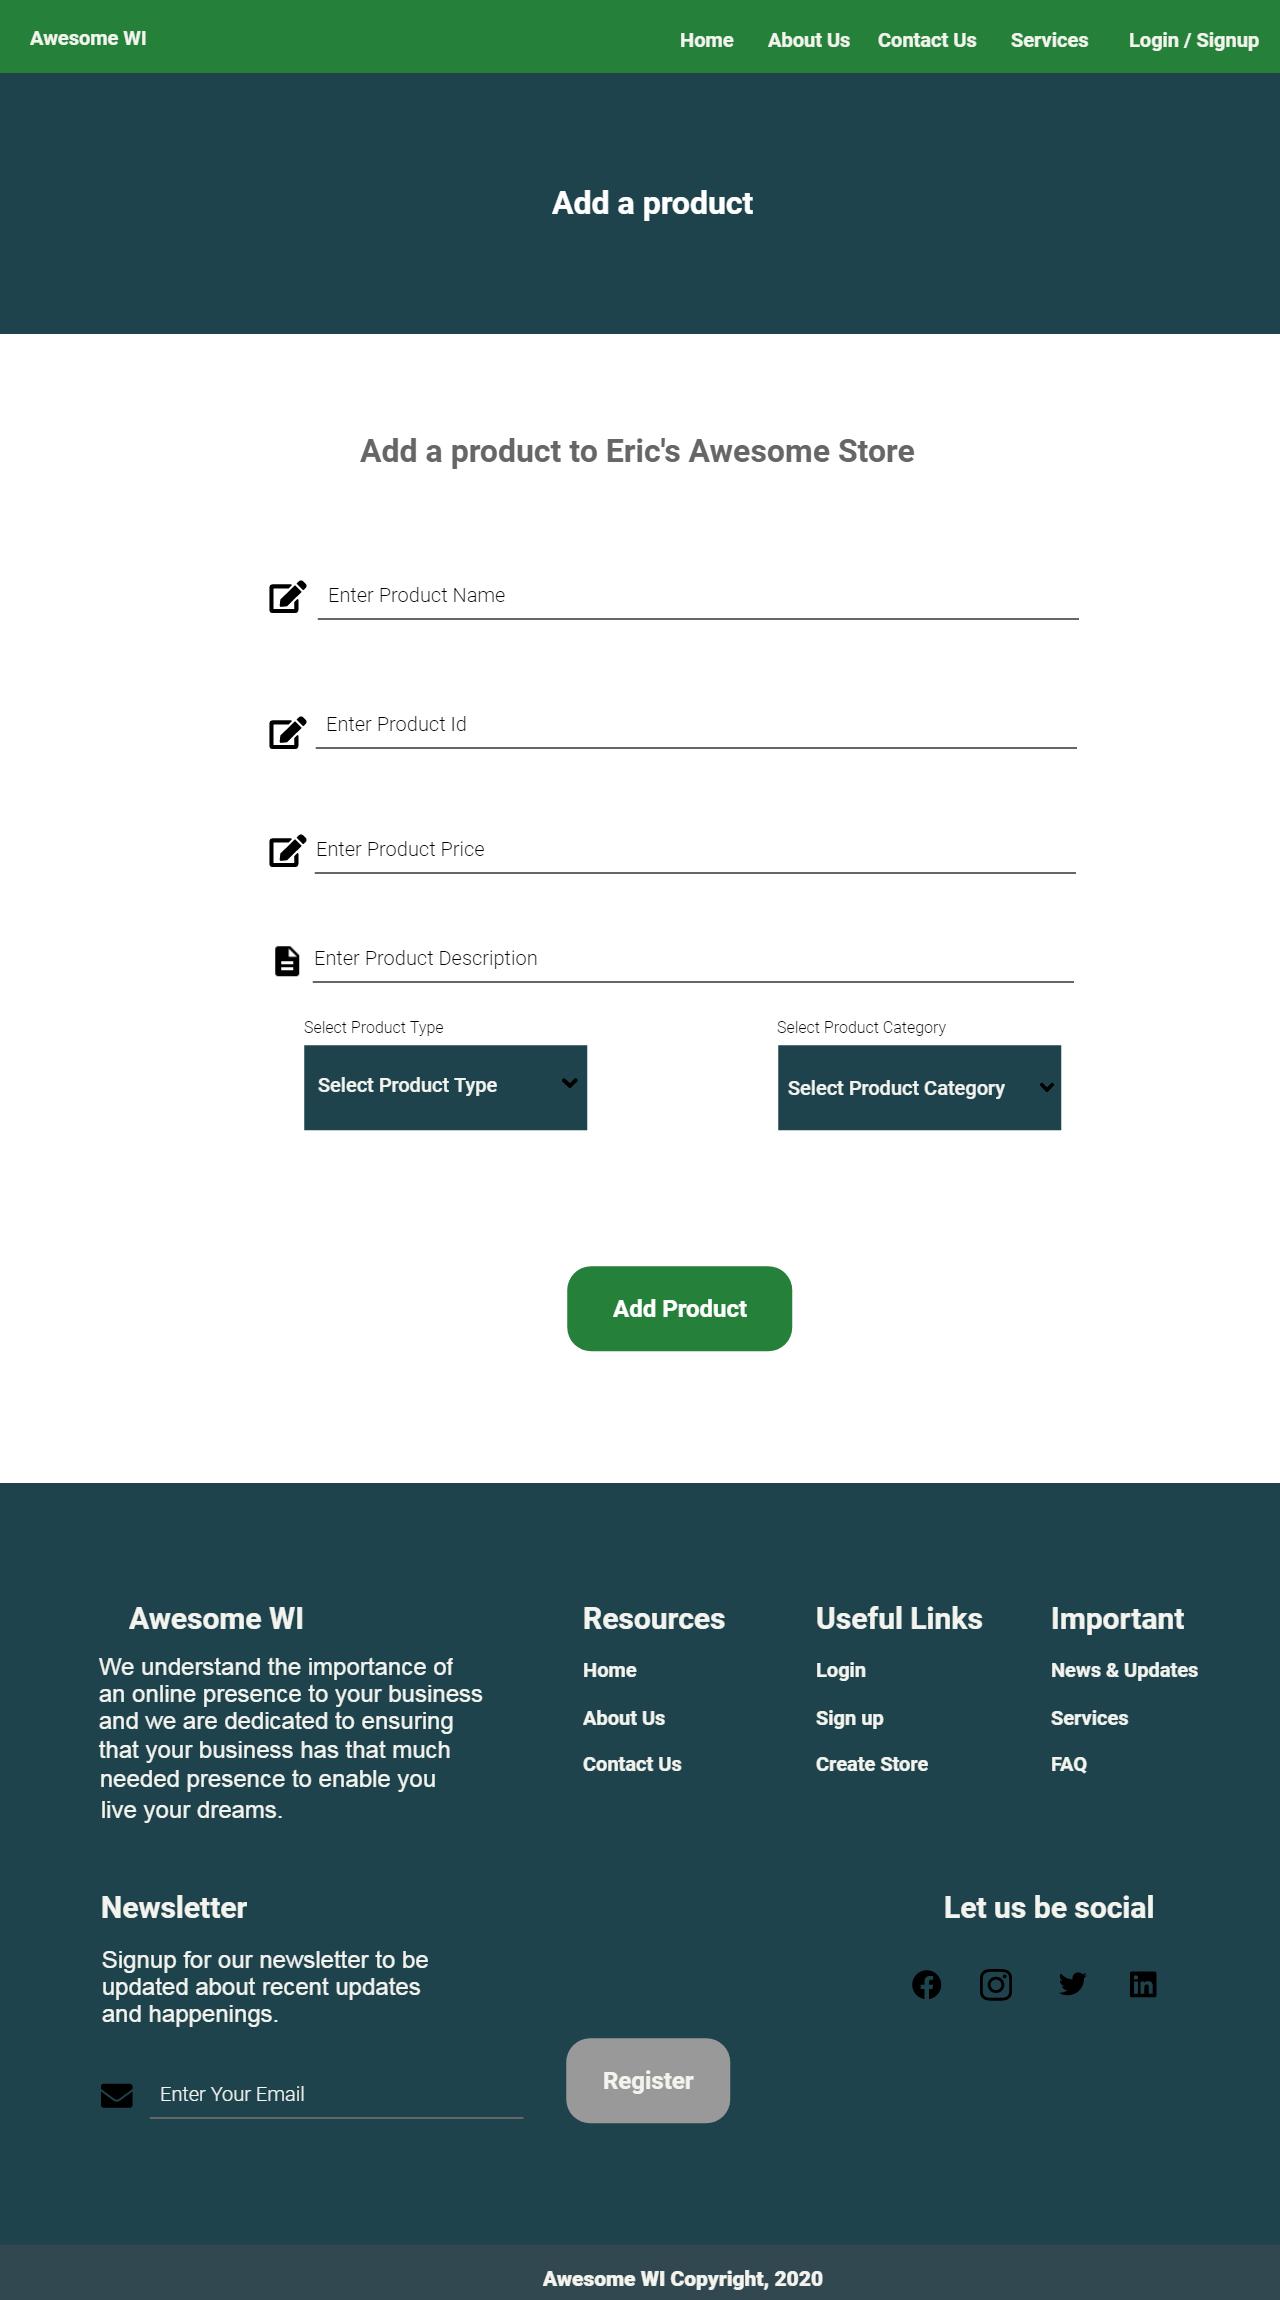 Awesome WI
Home About Us Contact Us Services Login / Signup
Add a product
Add a product to Eric's Awesome Store
Enter Product Name
Enter Product Id
Enter Product Price
Enter Product Description
Select Product Type
Select Product Category
Select Product Type
Select Product Category
Add Product
Awesome WI
We understand the importance of
an online presence to your business
and we are dedicated to ensuring
that your business has that much
needed presence to enable you
live your dreams.
Resources
Home
About Us
Contact Us
Useful Links
Login
Sign up
Create Store
Important
News & Updates
Services
FAQ
Newsletter
Signup for our newsletter to be
updated about recent updates
and happenings.
Enter Your Email
Register
Let us be social
Awesome WI Copyright, 2020